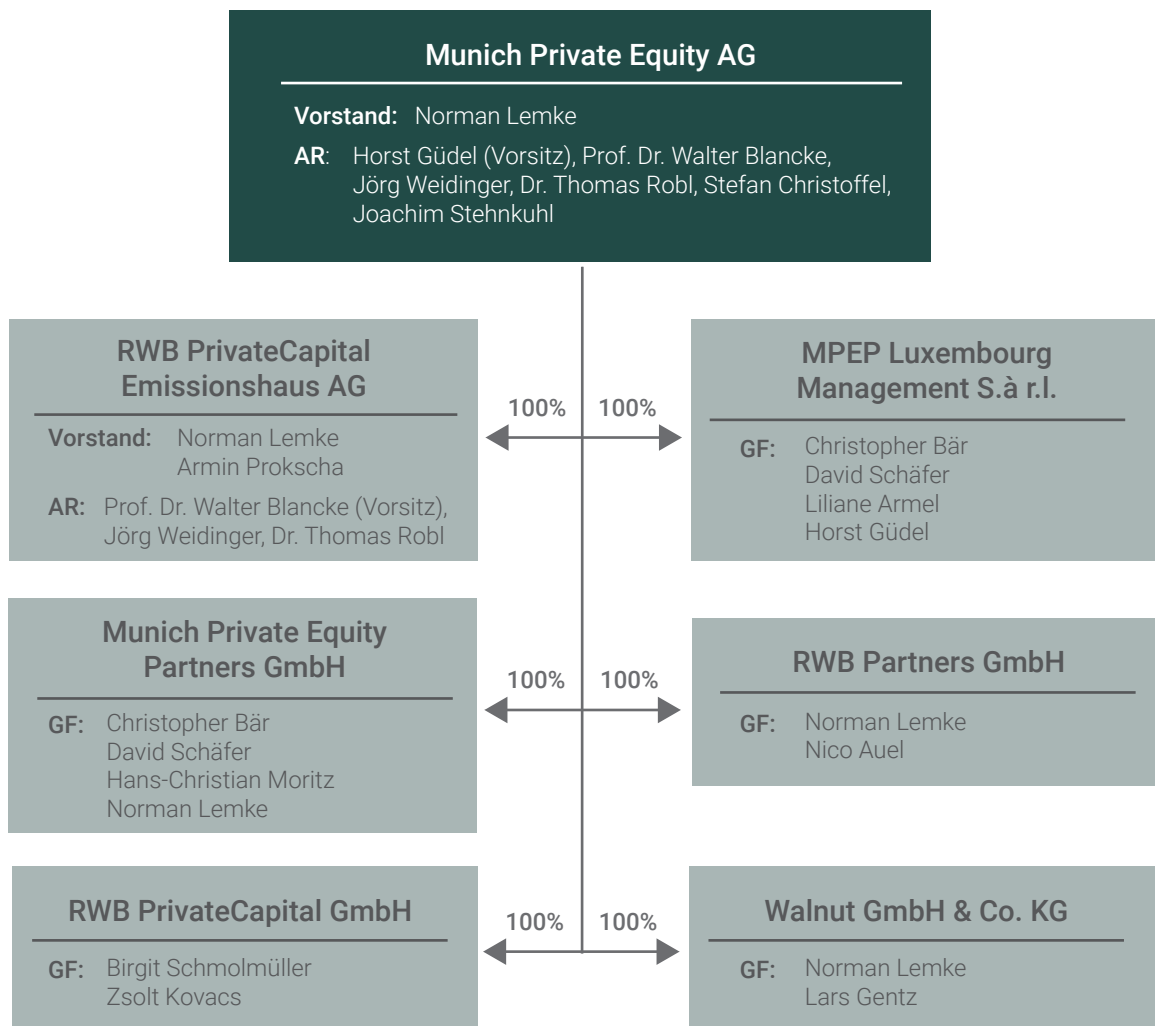 Munich Private Equity AG
Vorstand: Norman Lemke
AR: Horst Güdel (Vorsitz), Prof. Dr. Walter Blancke,
Jörg Weidinger, Dr. Thomas Robl, Stefan Christoffel,
Joachim Stehnkuhl
RWB PrivateCapital
Emissionshaus AG
Vorstand: Norman Lemke
Armin Prokscha
AR: Prof. Dr. Walter Blancke (Vorsitz),
Jörg Weidinger, Dr. Thomas Robl
100% 100%
MPEP Luxembourg
Management S.à r.l.
GF: Christopher Bär
David Schäfer
Liliane Armel
Horst Güdel
Munich Private Equity
Partners GmbH
GF: Christopher Bär
David Schäfer
Hans-Christian Moritz
Norman Lemke
100% 100%
RWB Partners GmbH
GF: Norman Lemke
Nico Auel
RWB PrivateCapital GmbH
GF: Birgit Schmolmüller
Zsolt Kovacs
100% 100%
Walnut GmbH & Co. KG
GF: Norman Lemke
Lars Gentz